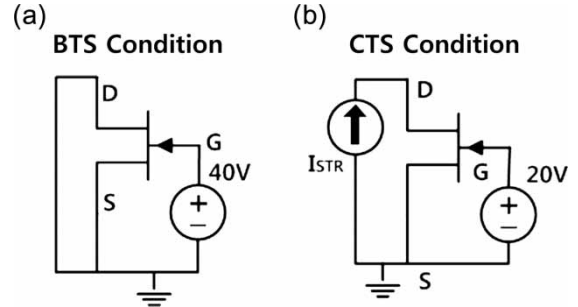 (a)
BTS Condition
D
G
40V
S
+
−
(b)
CTS Condition
D
ISTR
G
20V
+
−
S